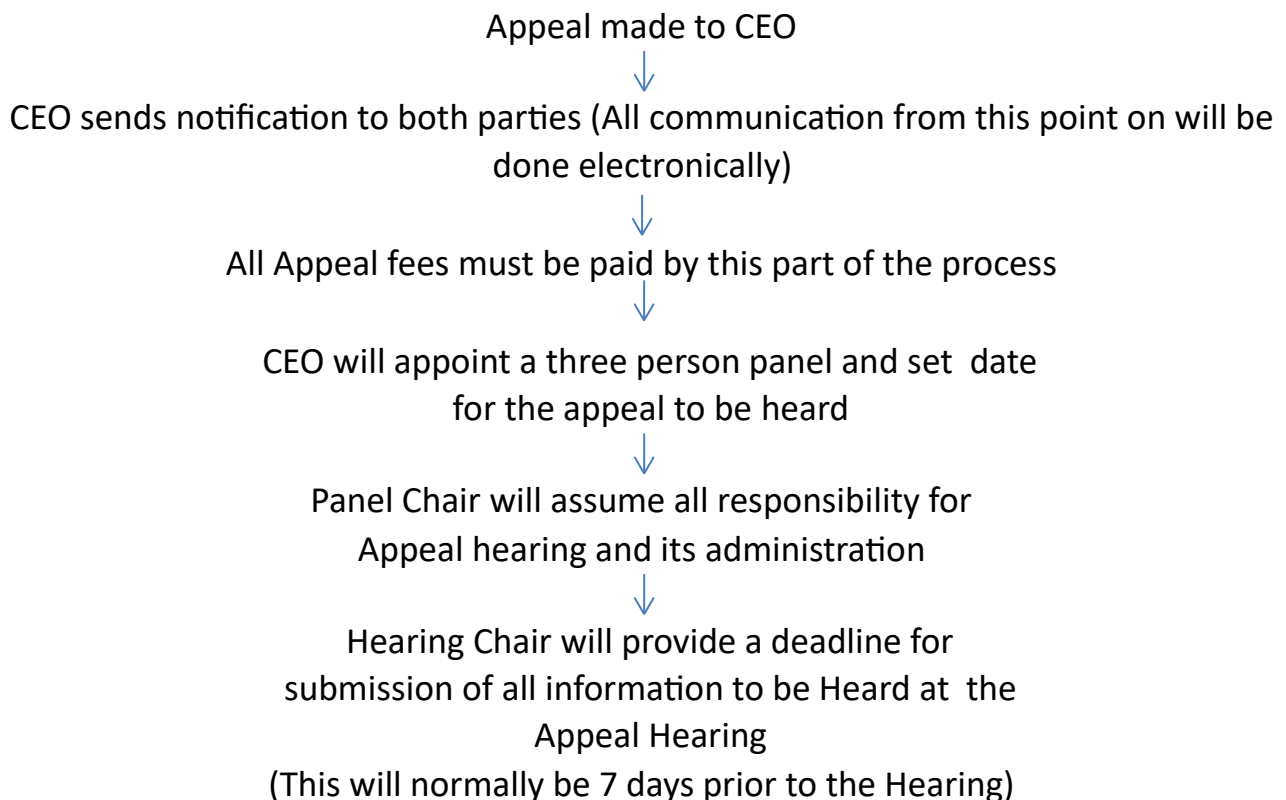 Appeal made to CEO
CEO sends notification to both parties (All communication from this point on will be
done electronically)
All Appeal fees must be paid by this part of the process
CEO will appoint a three person panel and set  date
for the appeal to be heard
Panel Chair will assume all responsibility for
Appeal hearing and its administration
Hearing Chair will provide a deadline for
submission of all information to be Heard at  the
Appeal Hearing
(This will normally be 7 days prior to the Hearing)